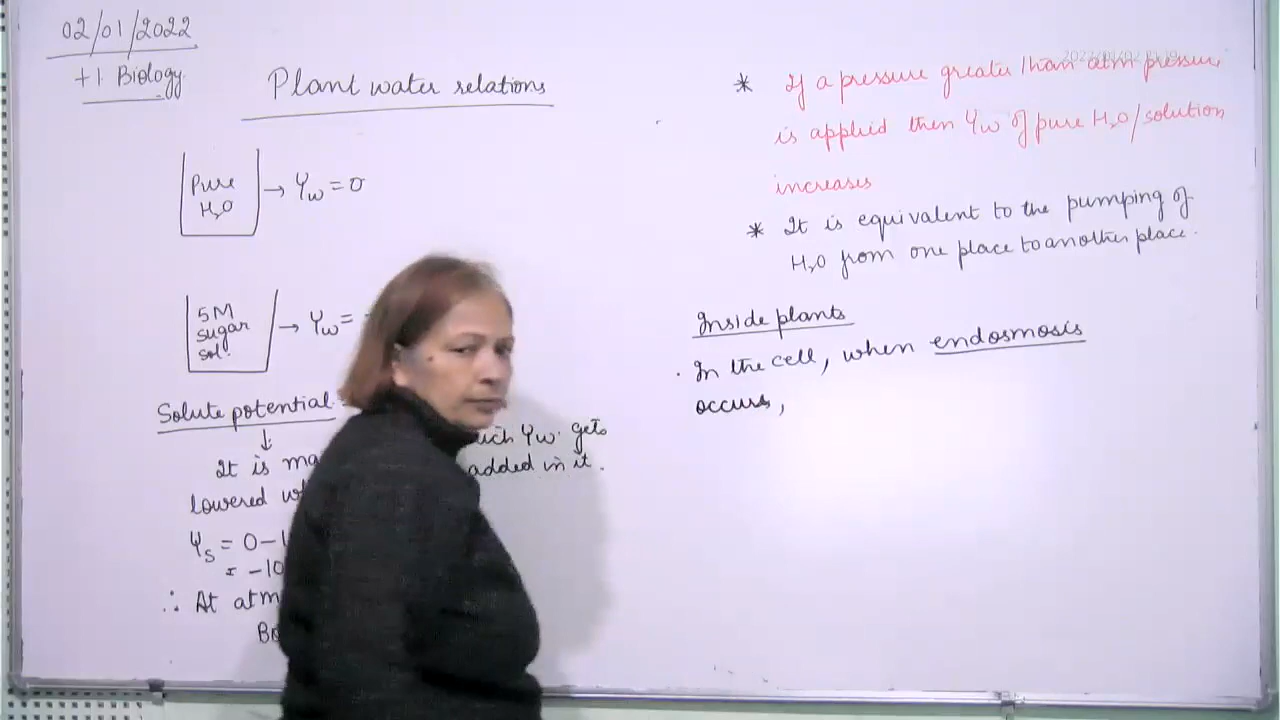 02/01/2022
+1 Biology
Plant water relations
Pure H2O → Ψw = 0
5M sugar sol. → Ψw =
Solute potential
↓
It is ma
uch Ψw gets
lowered wh
added in it.
Ψs = 0-1
= -10
∴ At atm
* If a pressure greater than atm pressure
is applied then Ψw of pure H2O/solution
increases
* It is equivalent to the pumping of
H2O from one place to another place.
Inside plants
. In the cell, when endosmosis
occurs,